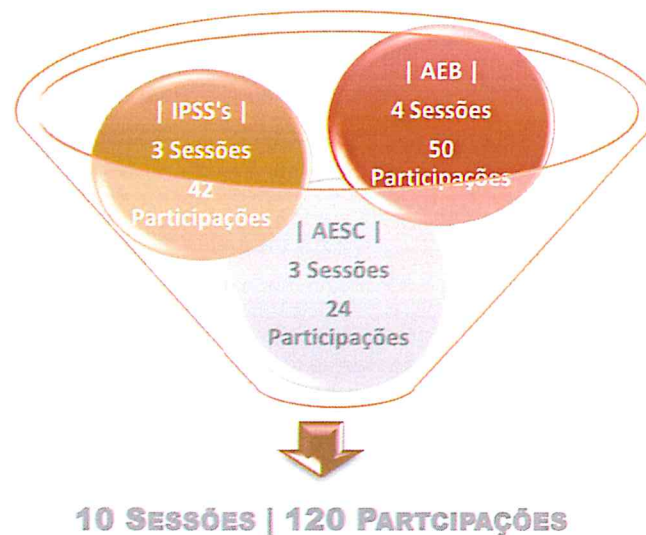 | IPSS's |
3 Sessões
42
Participações
| AEB |
4 Sessões
50
Participações
| AESC |
3 Sessões
24
Participações
10 SESSÕES | 120 PARTCIPAÇÕES